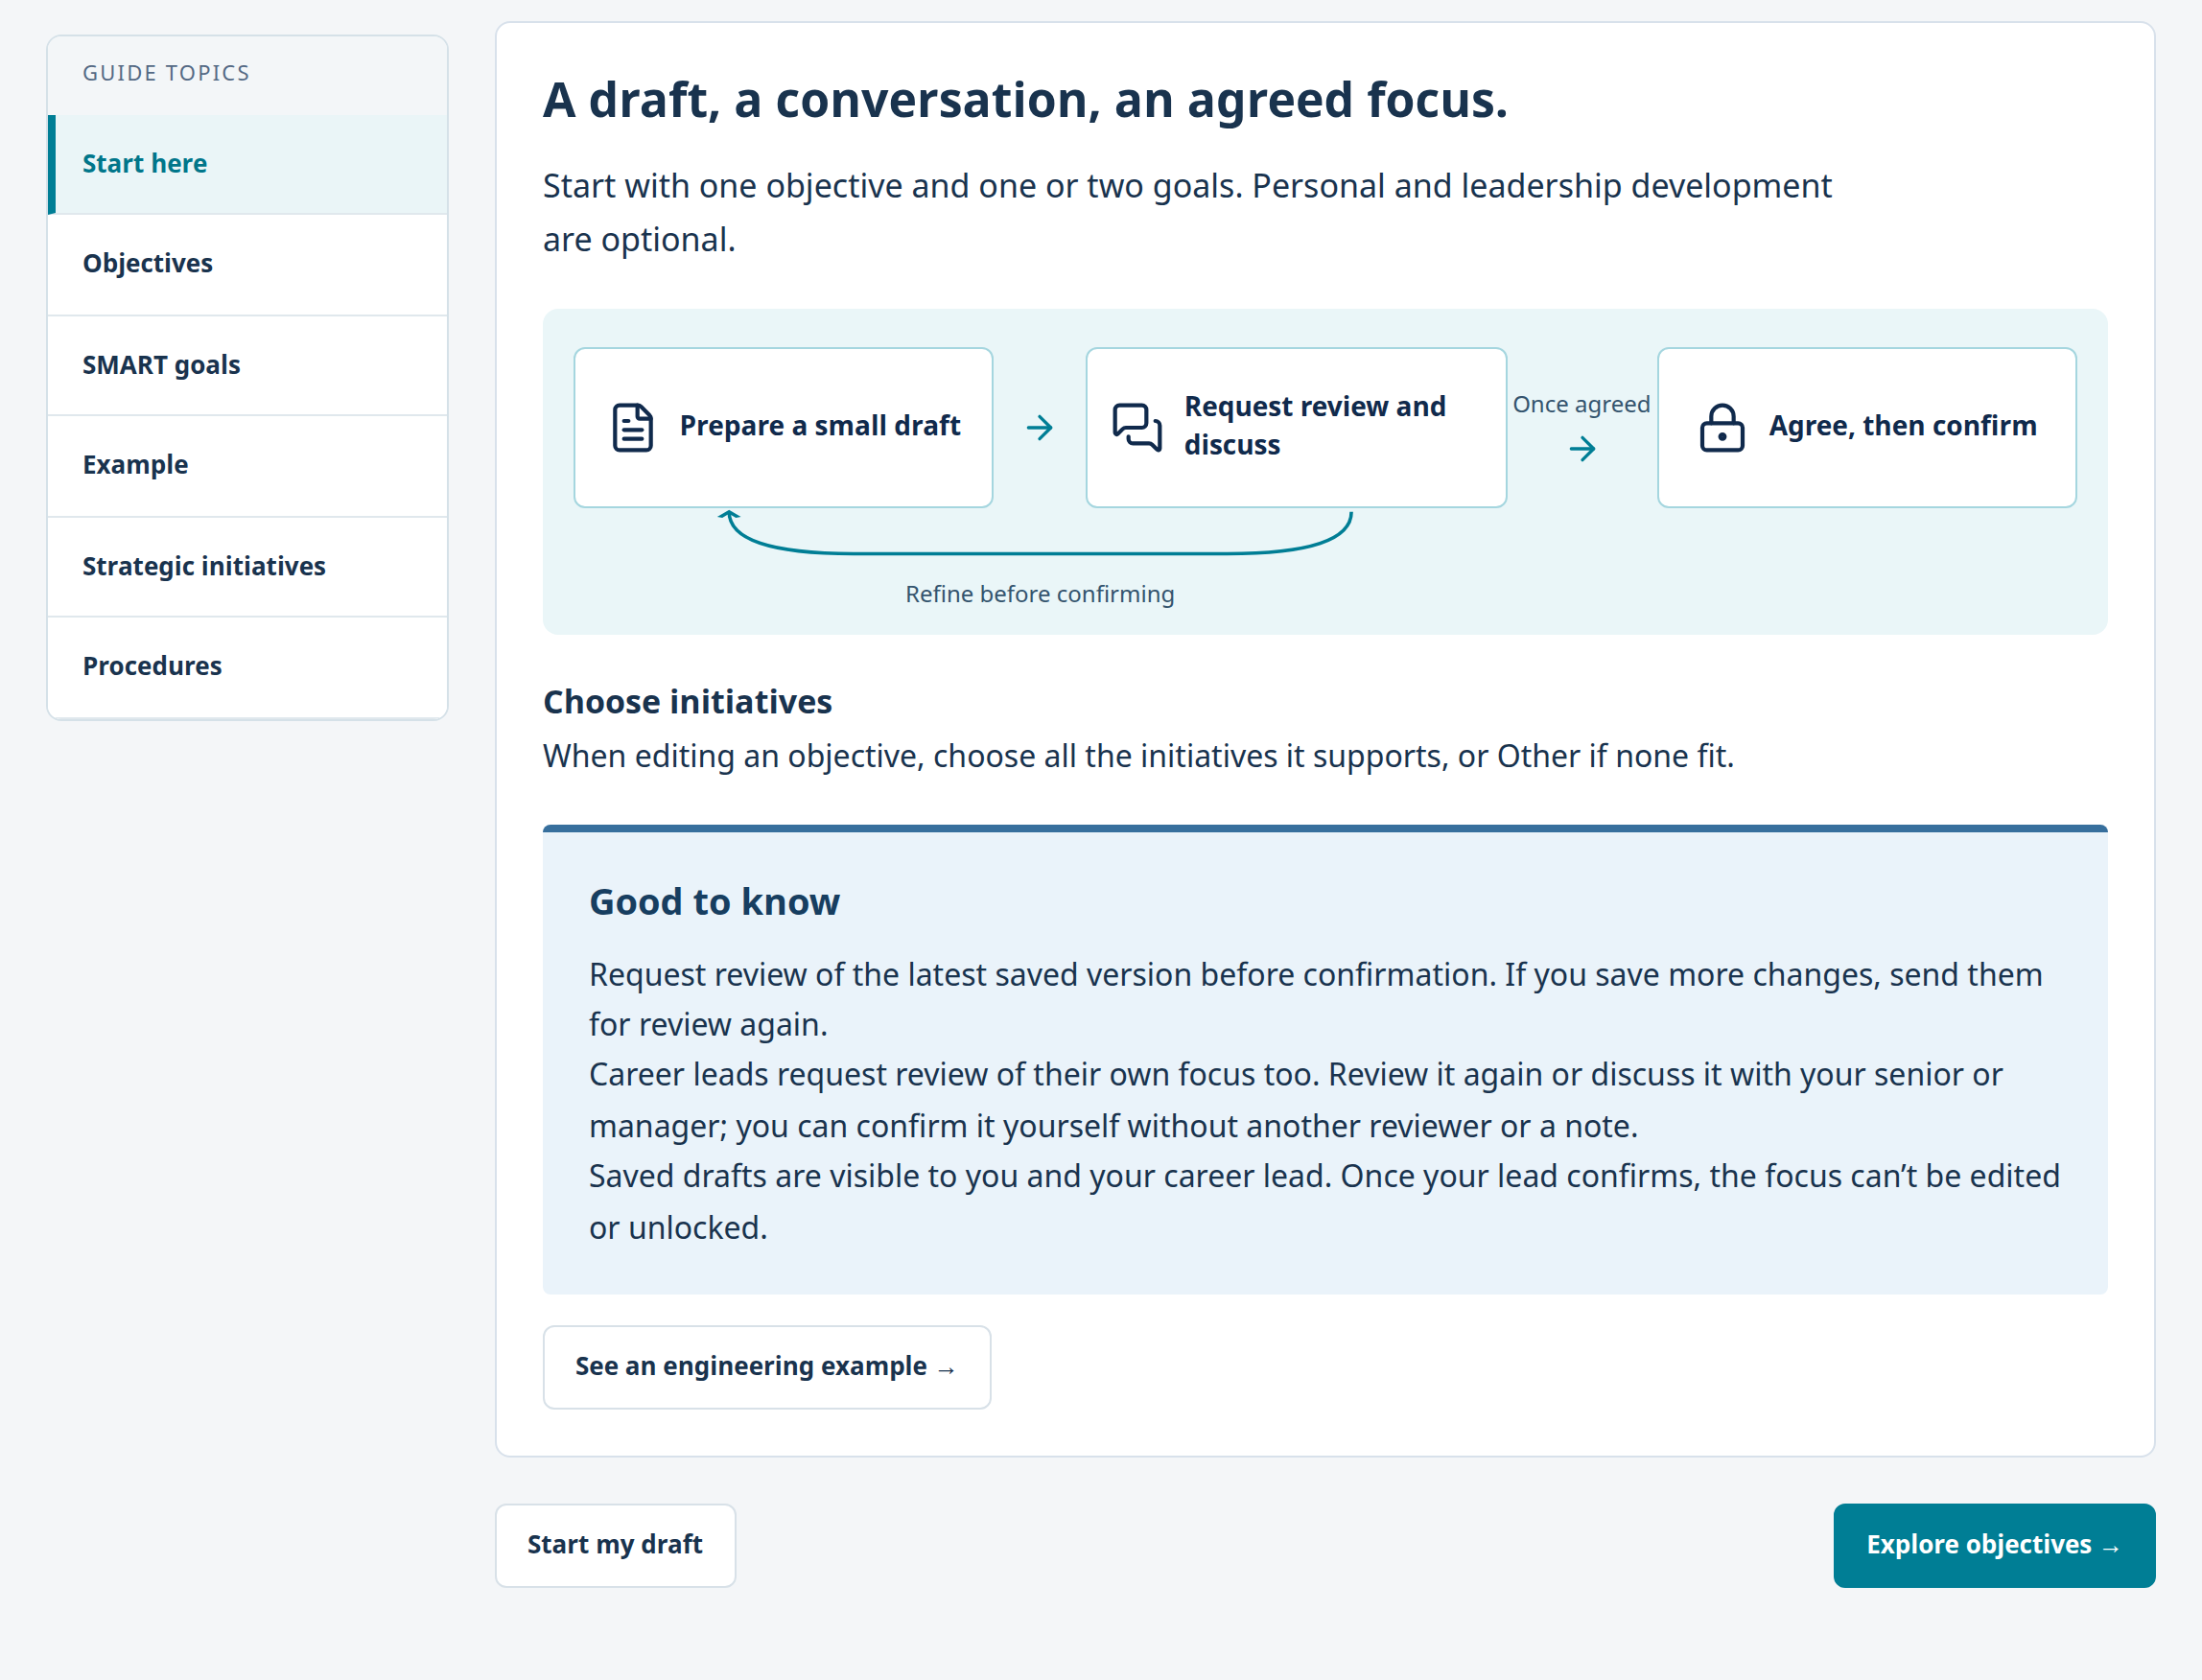 GUIDE TOPICS
Start here
Objectives
SMART goals
Example
Strategic initiatives
Procedures
A draft, a conversation, an agreed focus.
Start with one objective and one or two goals. Personal and leadership development
are optional.
Prepare a small draft
→
Request review and
discuss
Once agreed
→
Agree, then confirm
Refine before confirming
Choose initiatives
When editing an objective, choose all the initiatives it supports, or Other if none fit.
Good to know
Request review of the latest saved version before confirmation. If you save more changes, send them
for review again.
Career leads request review of their own focus too. Review it again or discuss it with your senior or
manager; you can confirm it yourself without another reviewer or a note.
Saved drafts are visible to you and your career lead. Once your lead confirms, the focus can’t be edited
or unlocked.
See an engineering example →
Start my draft
Explore objectives →